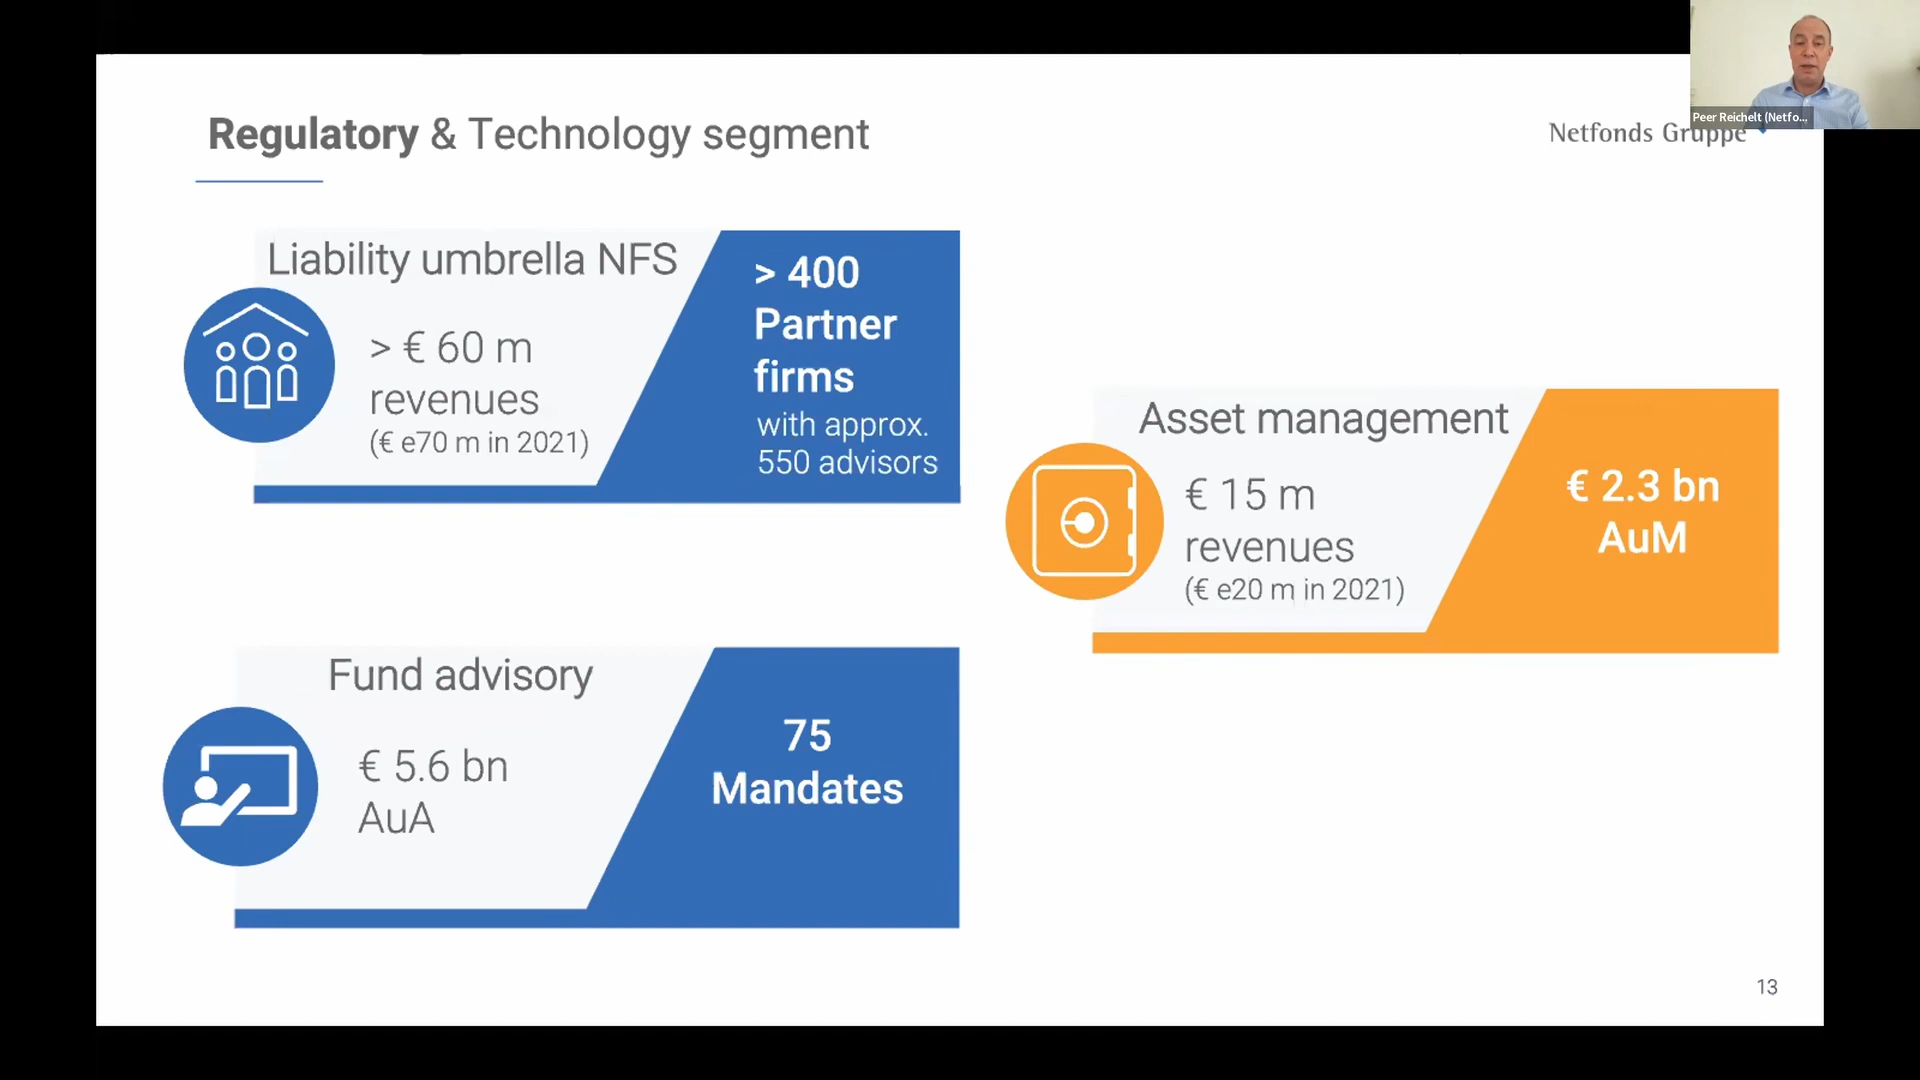 Peer Reichelt (Netfo...
Regulatory & Technology segment
Netfonds Gruppe
Liability umbrella NFS
> € 60 m
revenues
(€ e70 m in 2021)
> 400
Partner
firms
with approx.
550 advisors
Asset management
€ 15 m
revenues
(€ e20 m in 2021)
€ 2.3 bn
AuM
Fund advisory
€ 5.6 bn
AuA
75
Mandates
13